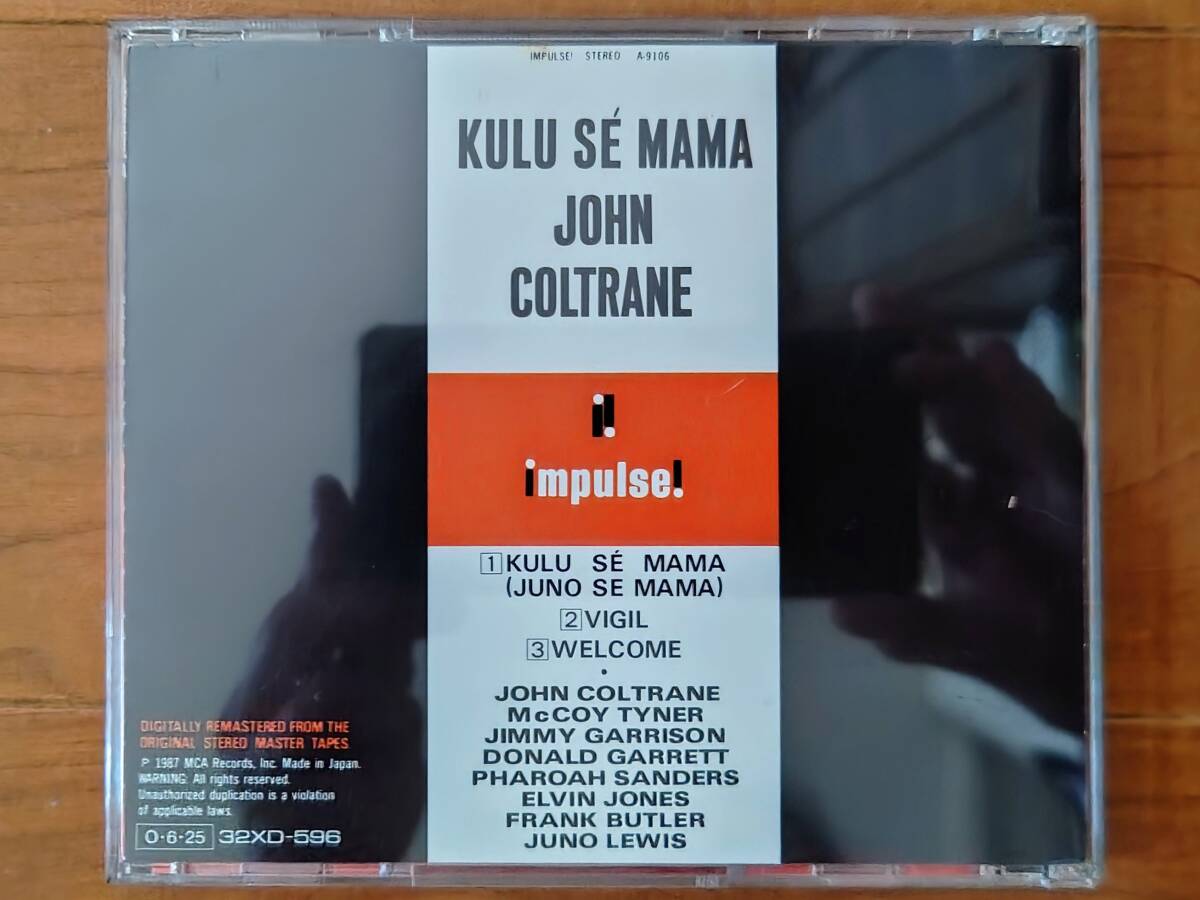 IMPULSE! STEREO A-9106
KULU SÉ MAMA
JOHN
COLTRANE
i!
impulse!
1 KULU SÉ MAMA
(JUNO SE MAMA)
2 VIGIL
3 WELCOME
•
JOHN COLTRANE
McCOY TYNER
JIMMY GARRISON
DONALD GARRETT
PHAROAH SANDERS
ELVIN JONES
FRANK BUTLER
JUNO LEWIS
DIGITALLY REMASTERED FROM THE
ORIGINAL STEREO MASTER TAPES.
℗ 1987 MCA Records, Inc. Made in Japan.
WARNING: All rights reserved.
Unauthorized duplication is a violation
of applicable laws.
O·6·25 32XD-596